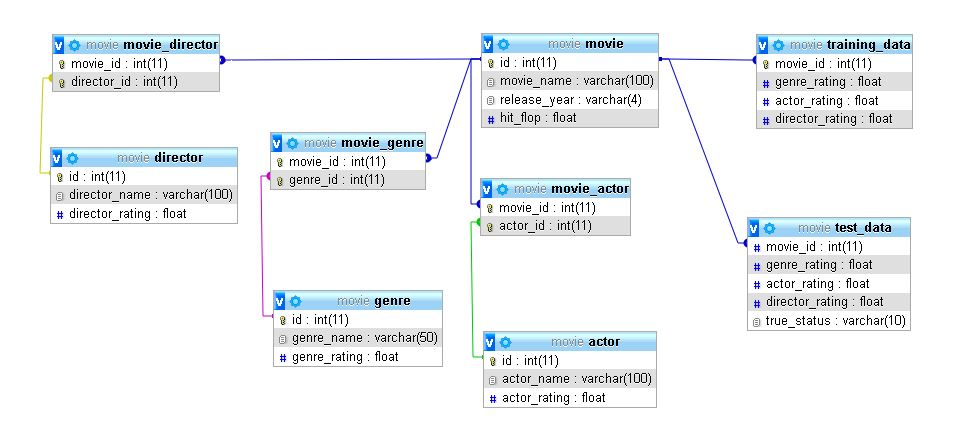 movie movie_director
movie_id : int(11)
director_id : int(11)
movie director
id : int(11)
director_name : varchar(100)
director_rating : float
movie movie_genre
movie_id : int(11)
genre_id : int(11)
movie genre
id : int(11)
genre_name : varchar(50)
genre_rating : float
movie movie
id : int(11)
movie_name : varchar(100)
release_year : varchar(4)
hit_flop : float
movie movie_actor
movie_id : int(11)
actor_id : int(11)
movie actor
id : int(11)
actor_name : varchar(100)
actor_rating : float
movie training_data
movie_id : int(11)
genre_rating : float
actor_rating : float
director_rating : float
movie test_data
movie_id : int(11)
genre_rating : float
actor_rating : float
director_rating : float
true_status : varchar(10)